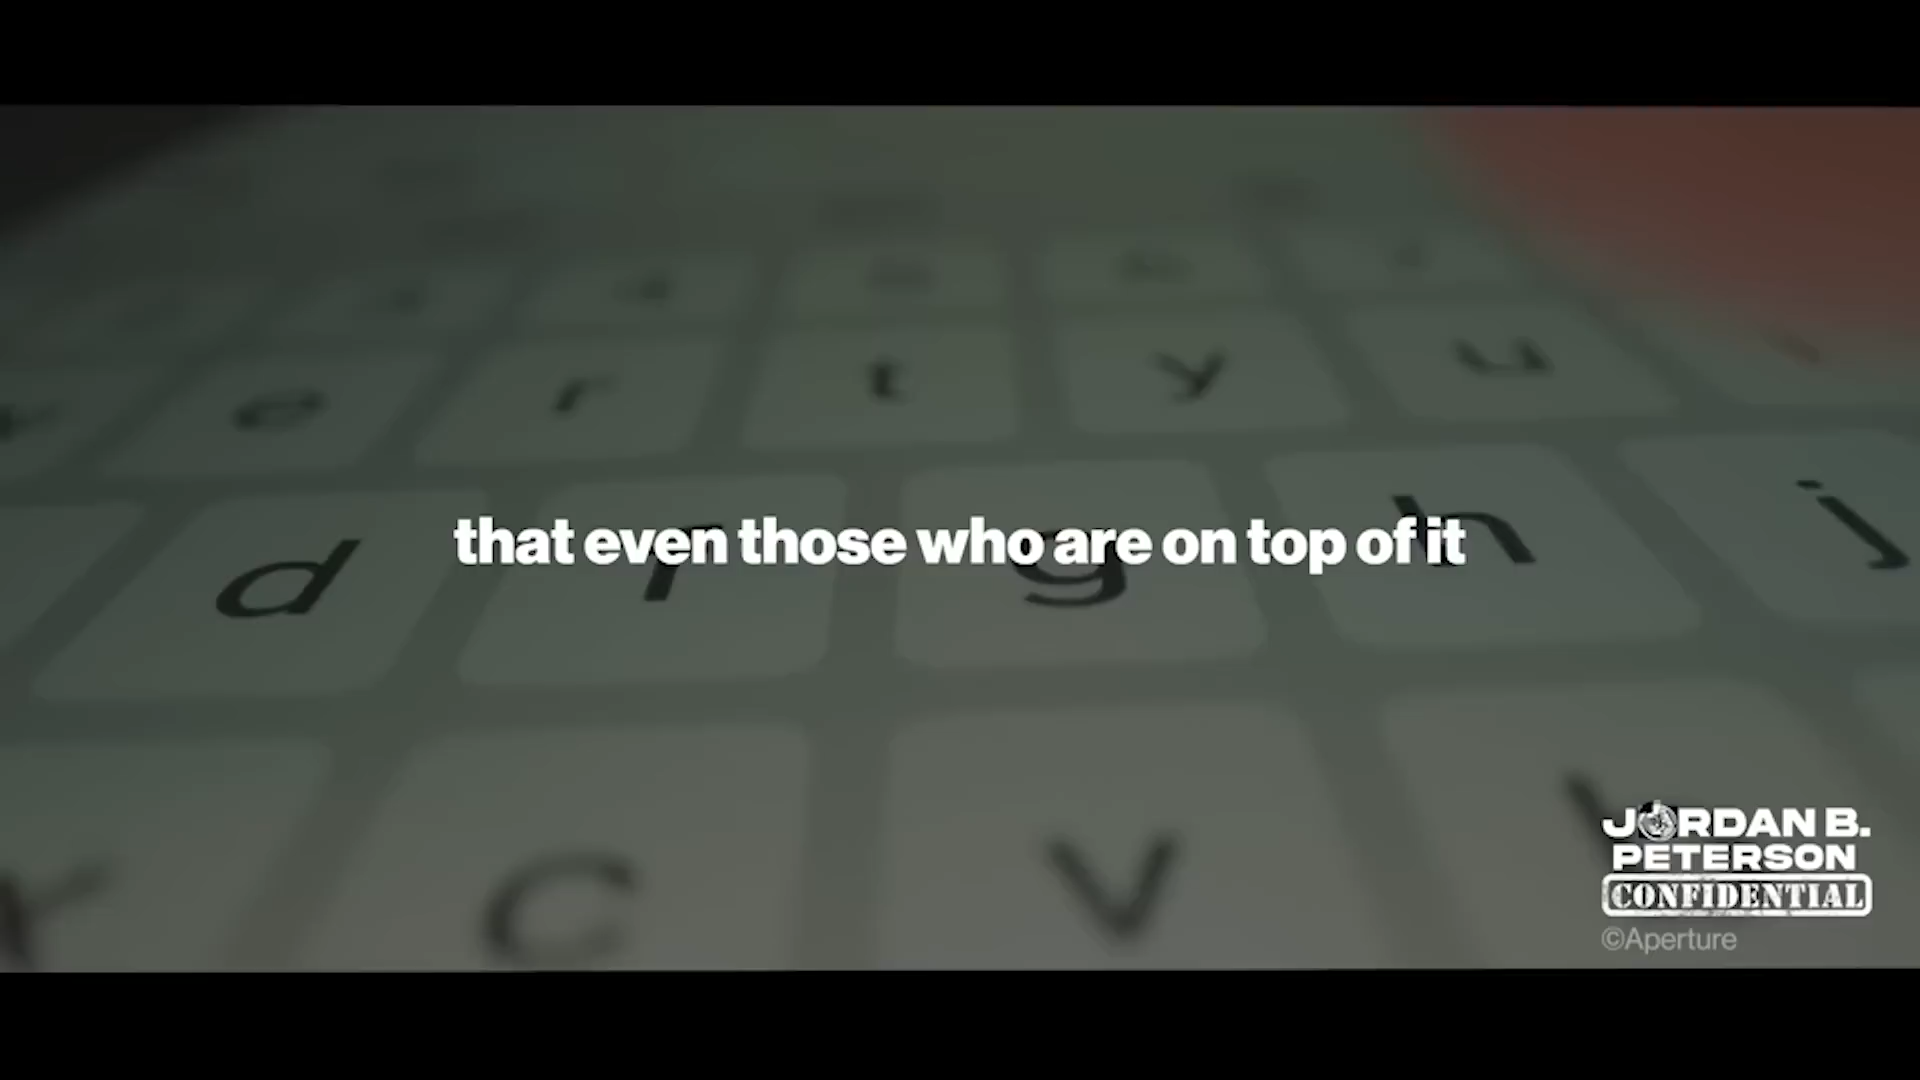 e r t y u
that even those who are on top of it
d f g h j
c v
JORDAN B.
PETERSON
CONFIDENTIAL
©Aperture